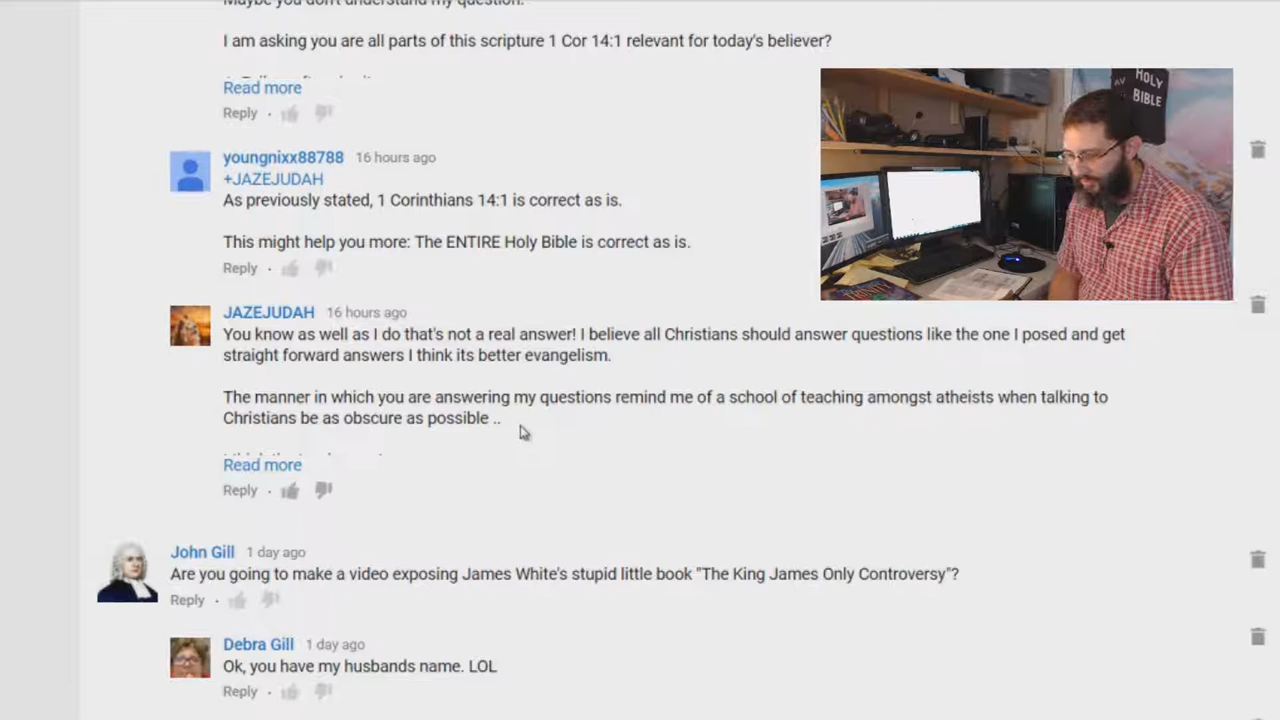 Maybe you don't understand my question.
I am asking you are all parts of this scripture 1 Cor 14:1 relevant for today's believer?
Read more
Reply
youngnixx88788 16 hours ago
+JAZEJUDAH
As previously stated, 1 Corinthians 14:1 is correct as is.
This might help you more: The ENTIRE Holy Bible is correct as is.
Reply
JAZEJUDAH 16 hours ago
You know as well as I do that's not a real answer! I believe all Christians should answer questions like the one I posed and get
straight forward answers I think its better evangelism.
The manner in which you are answering my questions remind me of a school of teaching amongst atheists when talking to
Christians be as obscure as possible ..
Read more
Reply
John Gill 1 day ago
Are you going to make a video exposing James White's stupid little book "The King James Only Controversy"?
Reply
Debra Gill 1 day ago
Ok, you have my husbands name. LOL
Reply
AV
HOLY
BIBLE